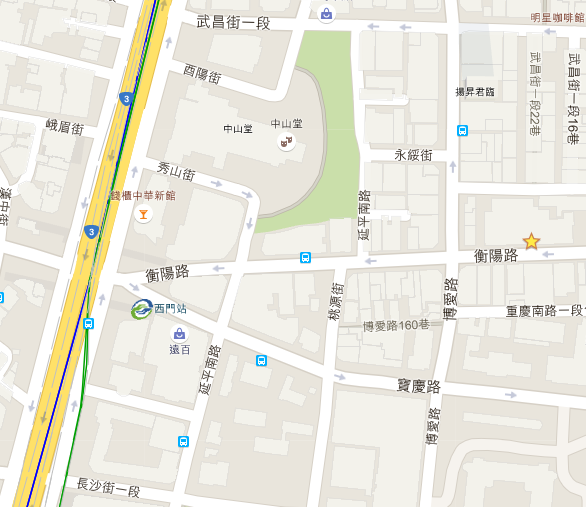 武昌街一段
明星咖啡館
酉陽街
武昌街一段22巷
武昌街一段16巷
揚昇君臨
3
峨眉街
中山堂
中山堂
永綏街
秀山街
錢櫃中華新館
漢中街
延平南路
3
衡陽路
衡陽路
西門站
桃源街
博愛路
重慶南路一段1
博愛路160巷
遠百
延平南路
寶慶路
博愛路
長沙街一段